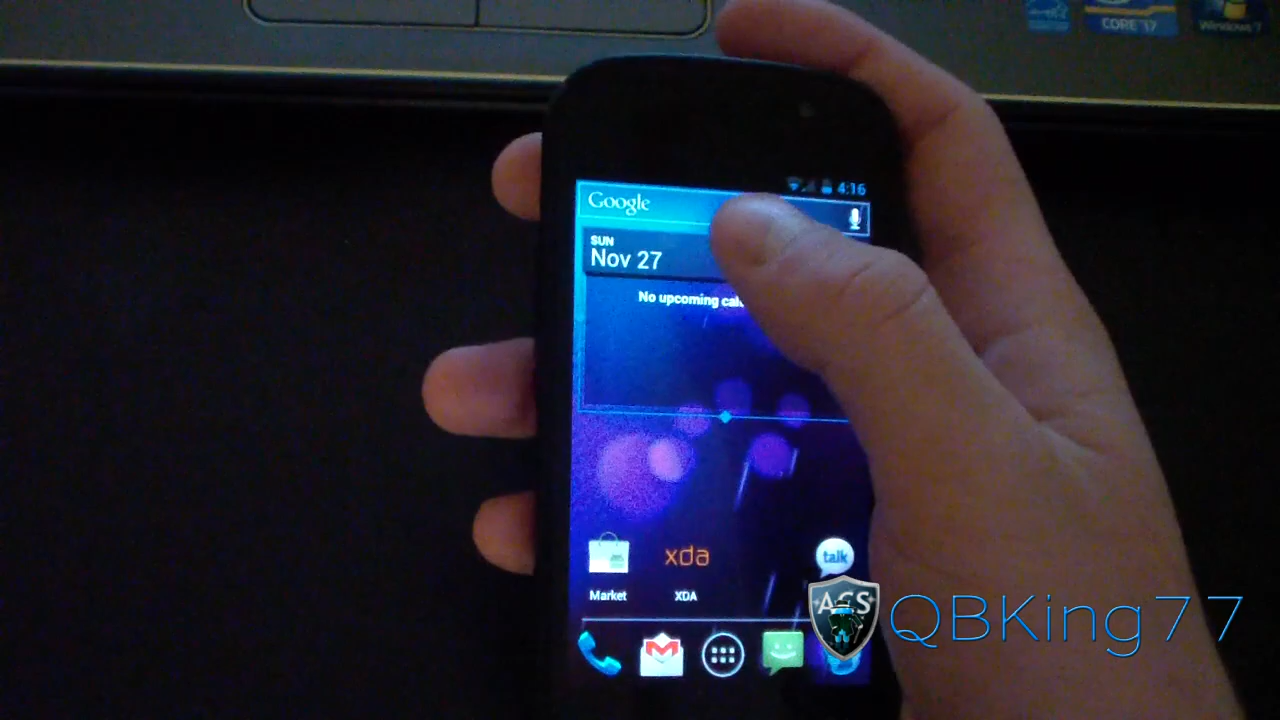 CORE i7
Windows 7
4:16
Google
SUN
Nov 27
No upcoming cal
xda
talk
Market
XDA
ACS
QBKing77